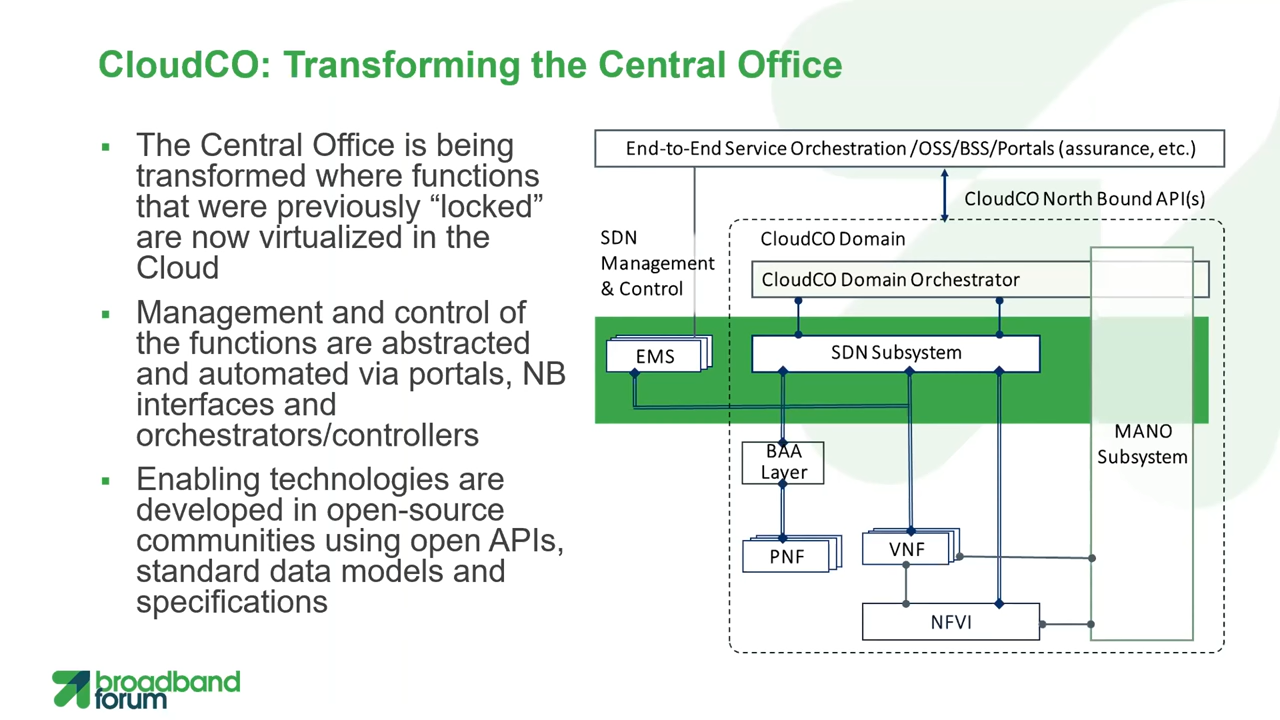 CloudCO: Transforming the Central Office
▪ The Central Office is being
transformed where functions
that were previously “locked”
are now virtualized in the
Cloud
▪ Management and control of
the functions are abstracted
and automated via portals, NB
interfaces and
orchestrators/controllers
▪ Enabling technologies are
developed in open-source
communities using open APIs,
standard data models and
specifications
End-to-End Service Orchestration /OSS/BSS/Portals (assurance, etc.)
CloudCO North Bound API(s)
SDN
Management
& Control
CloudCO Domain
CloudCO Domain Orchestrator
EMS
SDN Subsystem
MANO
Subsystem
BAA
Layer
PNF
VNF
NFVI
broadband
forum